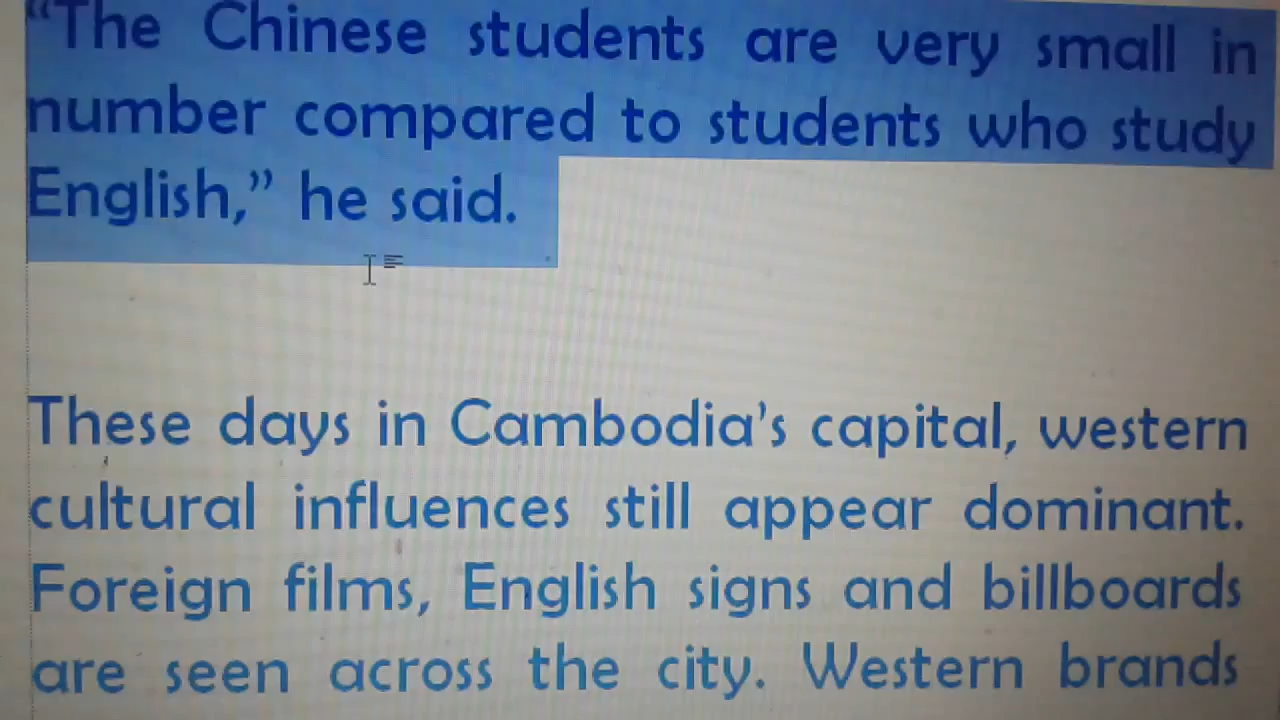 “The Chinese students are very small in
number compared to students who study
English,” he said.
These days in Cambodia’s capital, western
cultural influences still appear dominant.
Foreign films, English signs and billboards
are seen across the city. Western brands